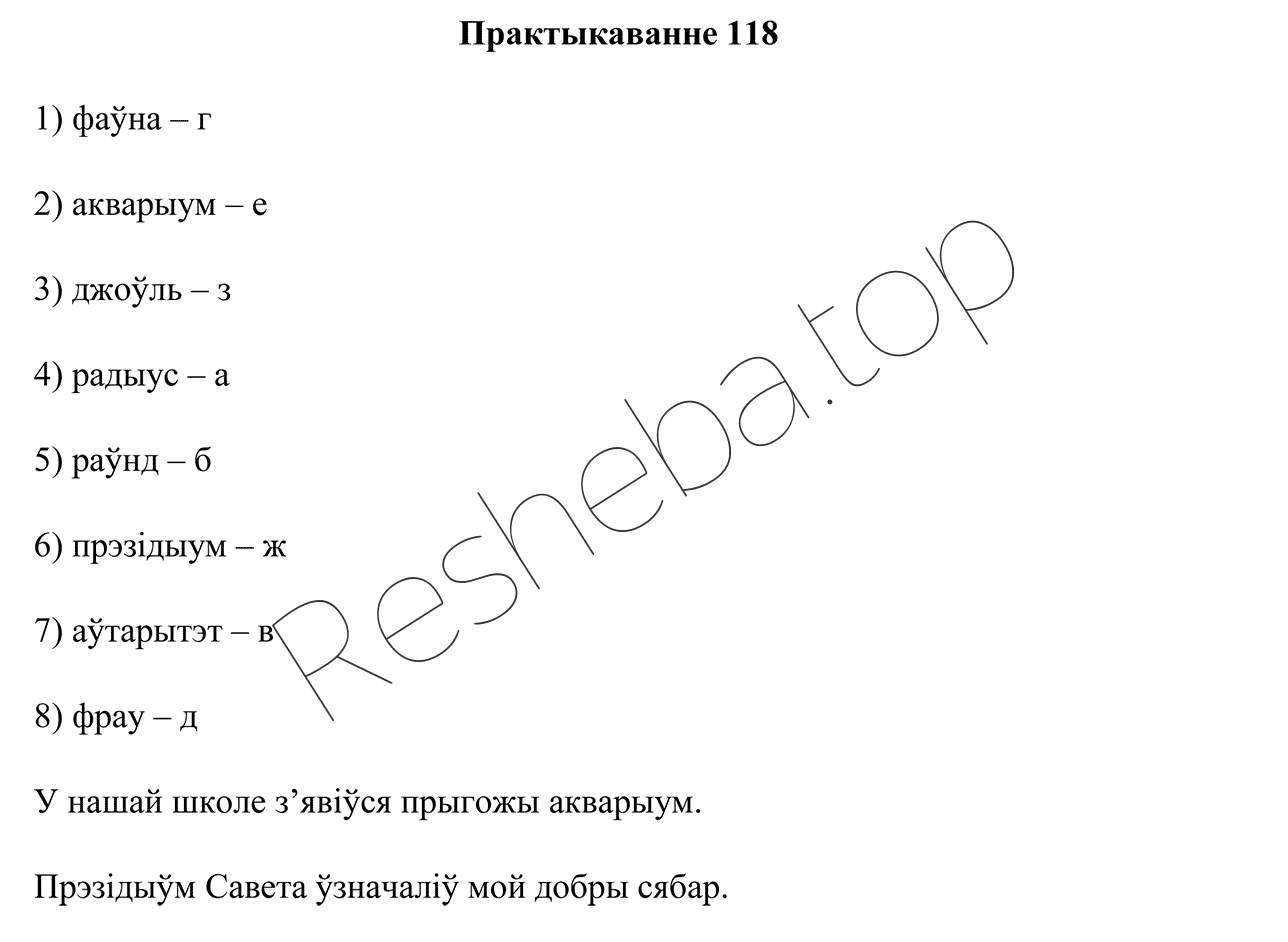 Практыкаванне 118
1) фаўна – г
2) акварыум – е
3) джоўль – з
4) радыус – а
5) раўнд – б
6) прэзідыум – ж
7) аўтарытэт – в
8) фрау – д
У нашай школе з’явіўся прыгожы акварыум.
Прэзідыўм Савета ўзначаліў мой добры сябар.
Resheba.top